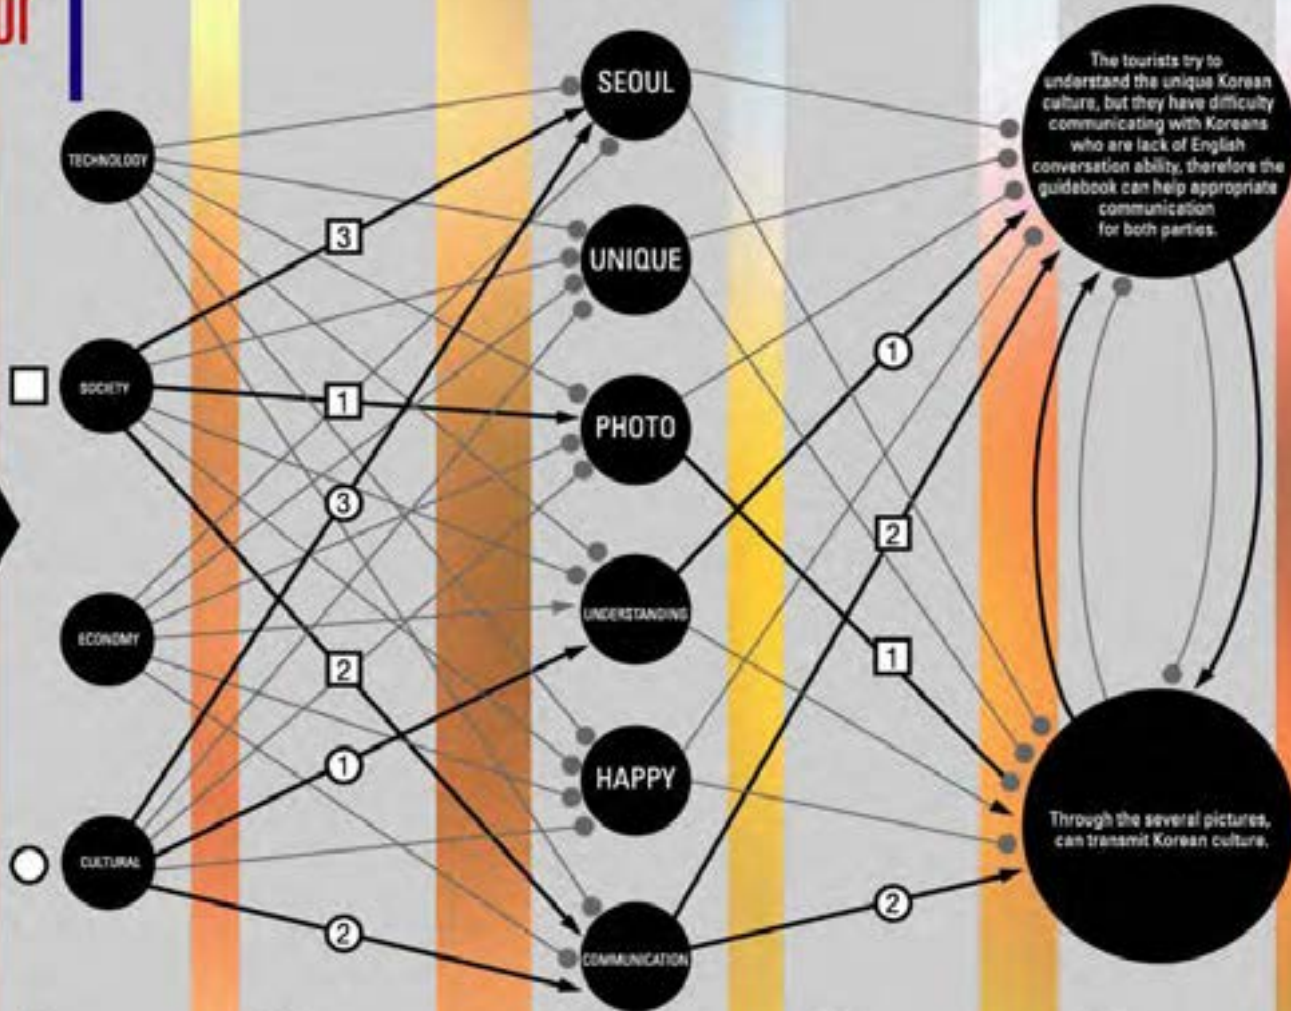 TECHNOLOGY
SOCIETY
ECONOMY
CULTURAL
3
1
3
2
1
2
SEOUL
UNIQUE
PHOTO
UNDERSTANDING
HAPPY
COMMUNICATION
1
2
1
2
The tourists try to
understand the unique Korean
culture, but they have difficulty
communicating with Koreans
who are lack of English
conversation ability, therefore the
guidebook can help appropriate
communication
for both parties.
Through the several pictures,
can transmit Korean culture.